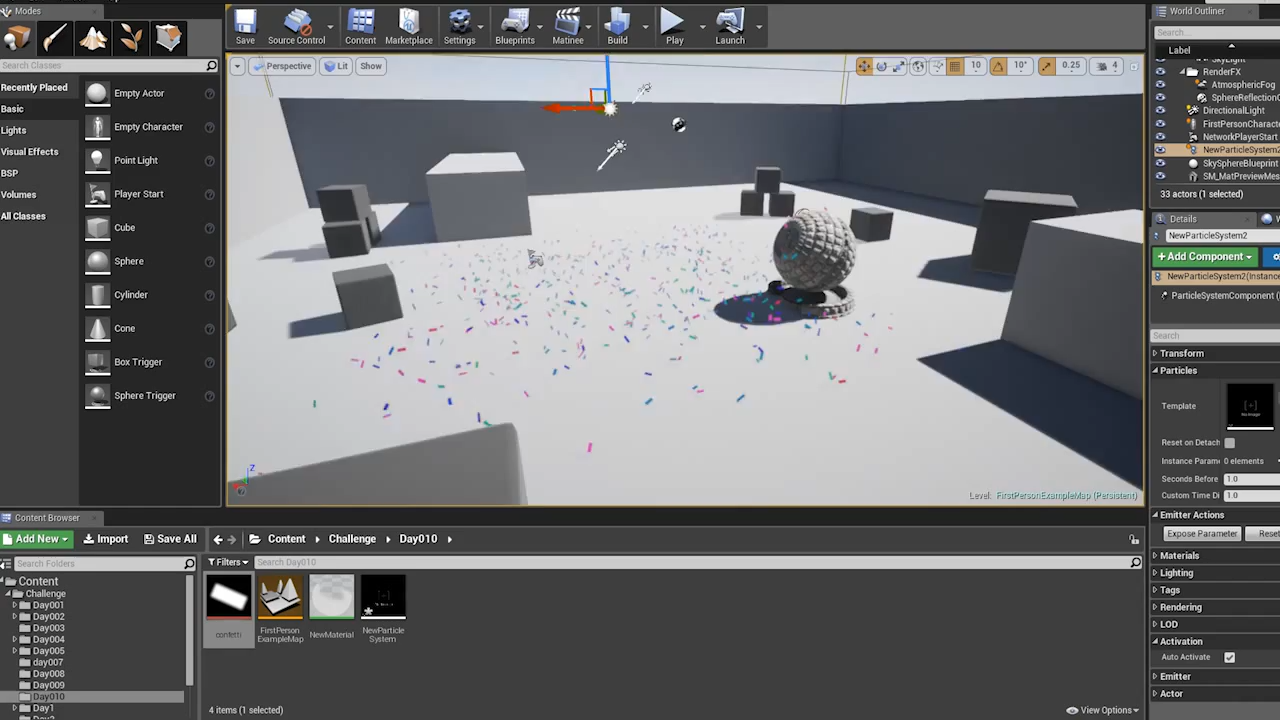 Modes
Search Classes
Recently Placed
Basic
Lights
Visual Effects
BSP
Volumes
All Classes
Empty Actor
Empty Character
Point Light
Player Start
Cube
Sphere
Cylinder
Cone
Box Trigger
Sphere Trigger
Save
Source Control
Content
Marketplace
Settings
Blueprints
Matinee
Build
Play
Launch
Perspective
Lit
Show
10
10°
0.25
4
Z
Level: FirstPersonExampleMap (Persistent)
World Outliner
Search...
Label
SkyLight
RenderFX
AtmosphericFog
SphereReflectionC
DirectionalLight
FirstPersonCharac
NetworkPlayerStart
NewParticleSystem2
SkySphereBlueprint
SM_MatPreviewMes
33 actors (1 selected)
Details
NewParticleSystem2
+ Add Component
NewParticleSystem2(Instance
ParticleSystemComponent (
Search
Transform
Particles
Template
Reset on Detach
Instance Param 0 elements
Seconds Before 1.0
Custom Time Di 1.0
Emitter Actions
Expose Parameter
Reset
Materials
Lighting
Tags
Rendering
LOD
Activation
Auto Activate
Emitter
Actor
Content Browser
Add New
Import
Save All
Content
Challenge
Day010
Search Folders
Filters
Search Day010
Content
Challenge
Day001
Day002
Day003
Day004
Day005
day007
Day008
Day009
Day010
Day1
confetti
FirstPerson
ExampleMap
NewMaterial
NewParticle
System
4 items (1 selected)
View Options